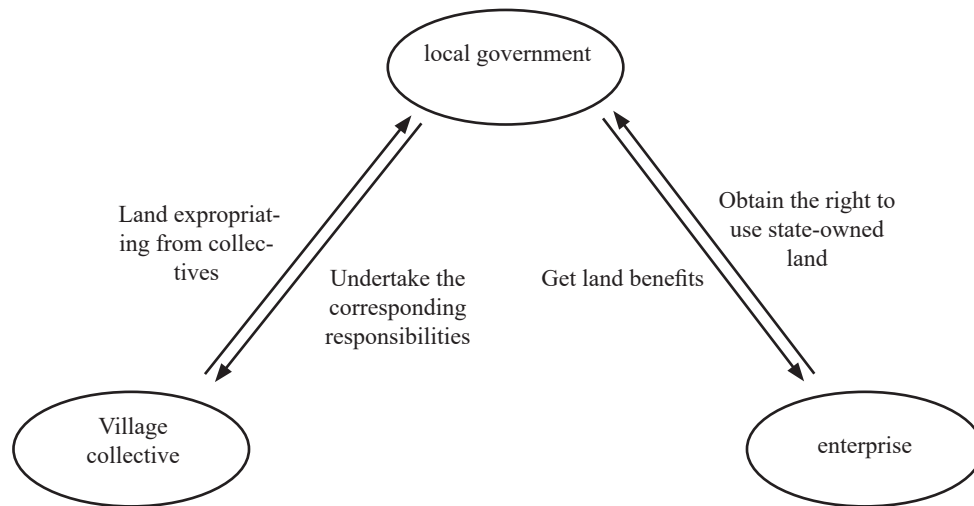 local government
Land expropriat-
ing from collec-
tives
Undertake the
corresponding
responsibilities
Get land benefits
Obtain the right to
use state-owned
land
Village
collective
enterprise